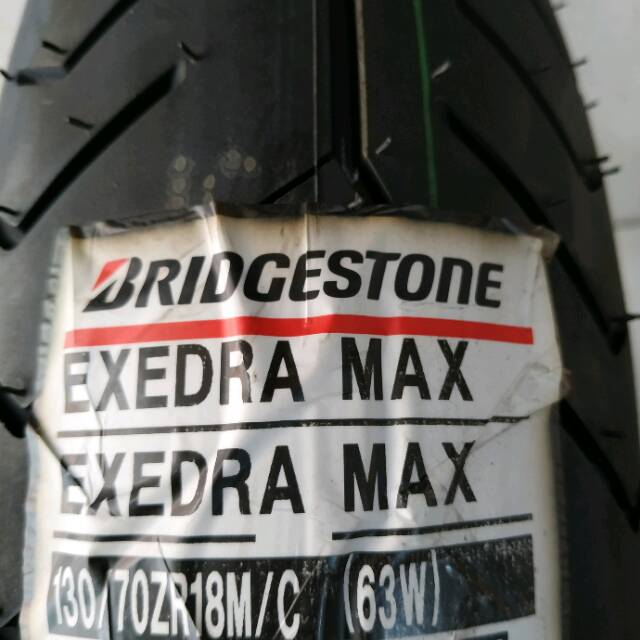 BRIDGESTONE
EXEDRA MAX
EXEDRA MAX
130/70ZR18M/C (63W)